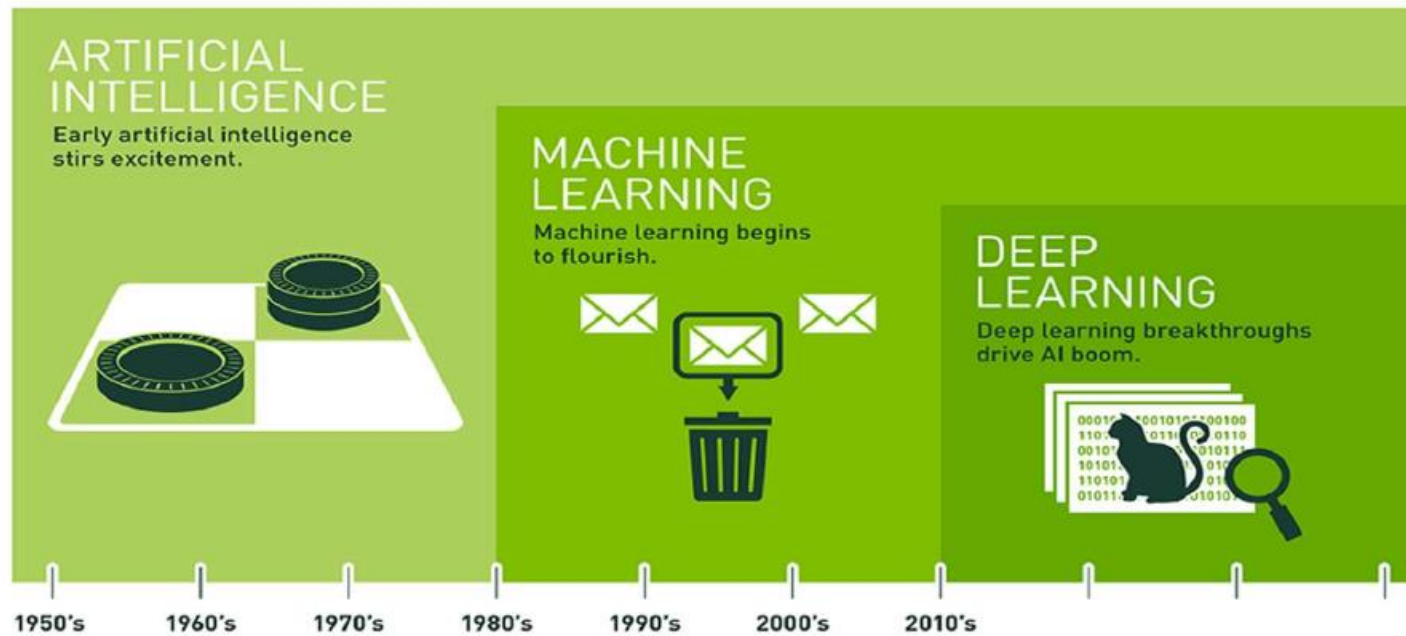 ARTIFICIAL
INTELLIGENCE
Early artificial intelligence
stirs excitement.
MACHINE
LEARNING
Machine learning begins
to flourish.
DEEP
LEARNING
Deep learning breakthroughs
drive AI boom.
1950's 1960's 1970's 1980's 1990's 2000's 2010's